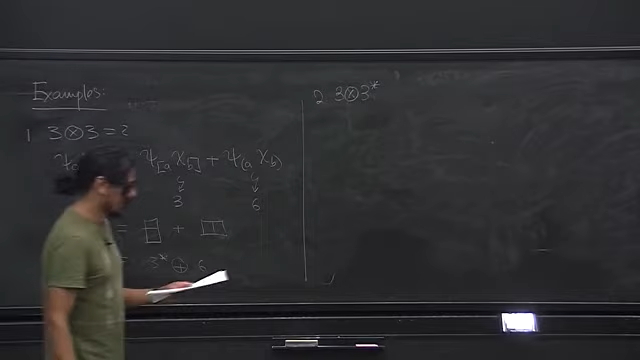 Examples:
1 3⊗3 = ?
ψ[a χb] + ψ(a χb)
3 6
= +
= 3* ⊕ 6
2 3⊗3*